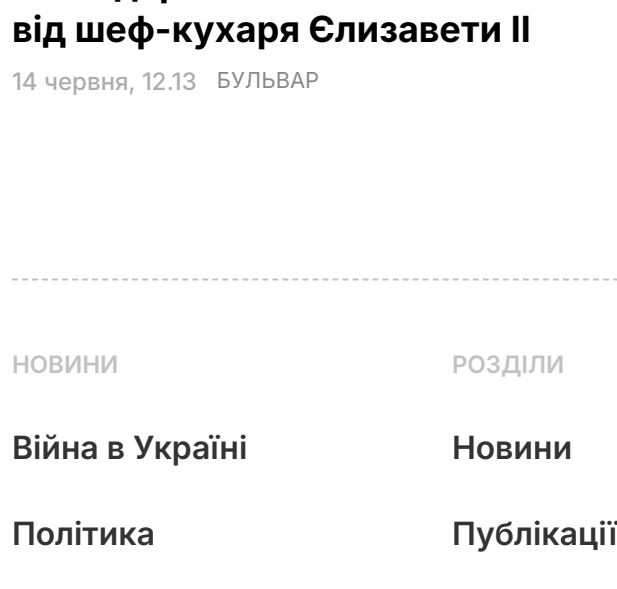 від шеф-кухаря Єлизавети II
14 червня, 12.13 БУЛЬВАР
НОВИНИ РОЗДІЛИ
Війна в Україні Новини
Політика Публікації